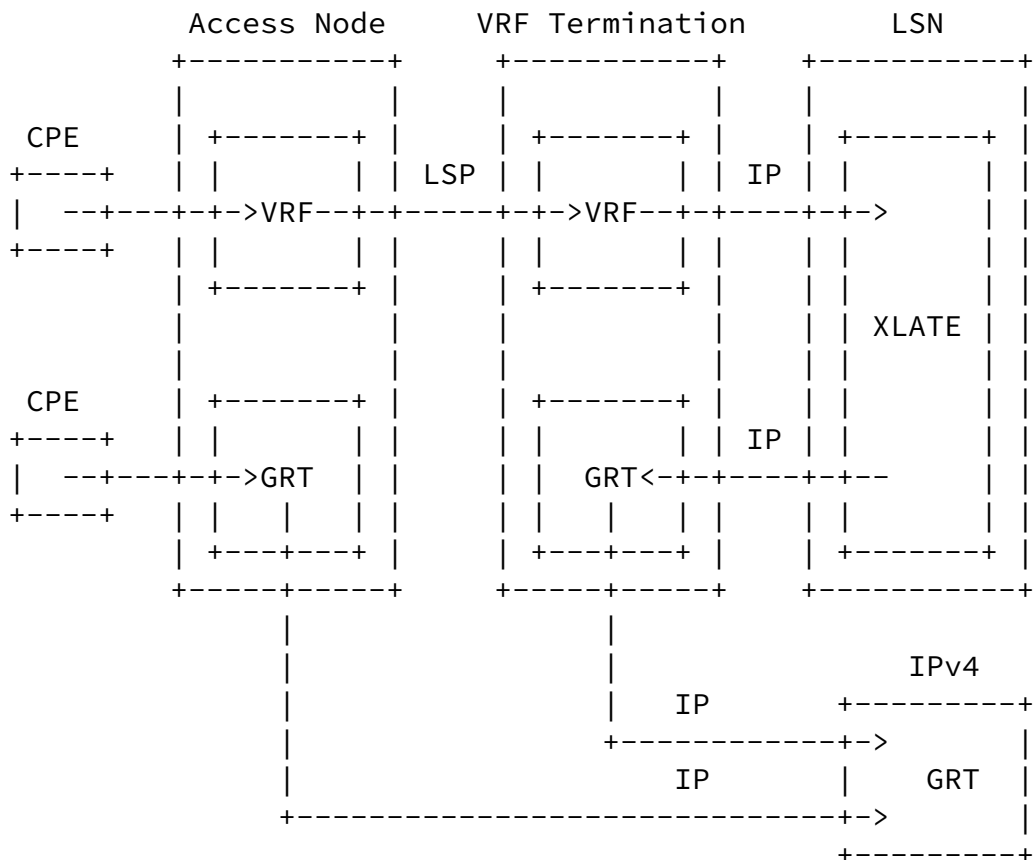 Access Node VRF Termination LSN
CPE
LSP IP
VRF VRF
XLATE
CPE
IP
GRT GRT
IPv4
IP
IP GRT